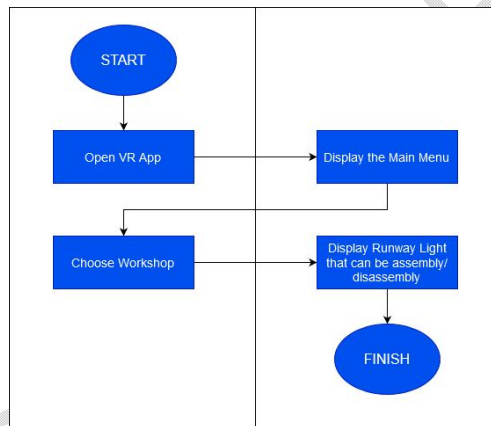 START
Open VR App
Display the Main Menu
Choose Workshop
Display Runway Light
that can be assembly/
disassembly
FINISH